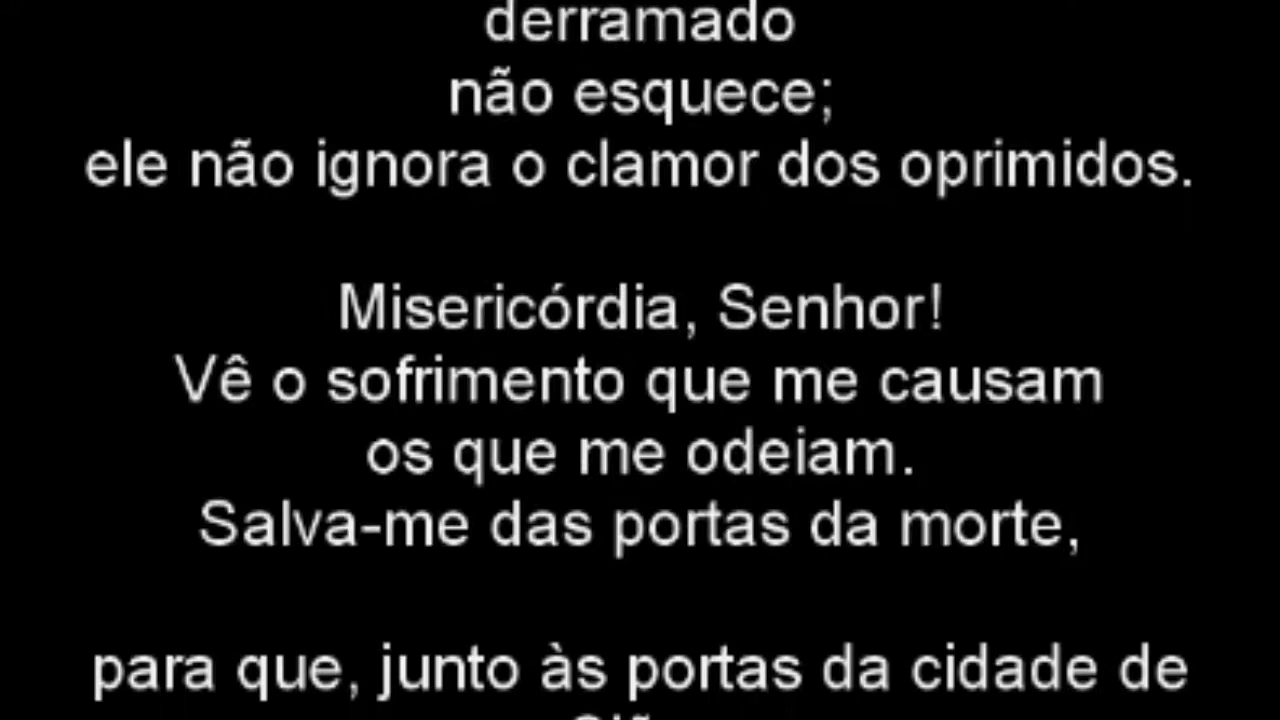 derramado
não esquece;
ele não ignora o clamor dos oprimidos.
Misericórdia, Senhor!
Vê o sofrimento que me causam
os que me odeiam.
Salva-me das portas da morte,
para que, junto às portas da cidade de